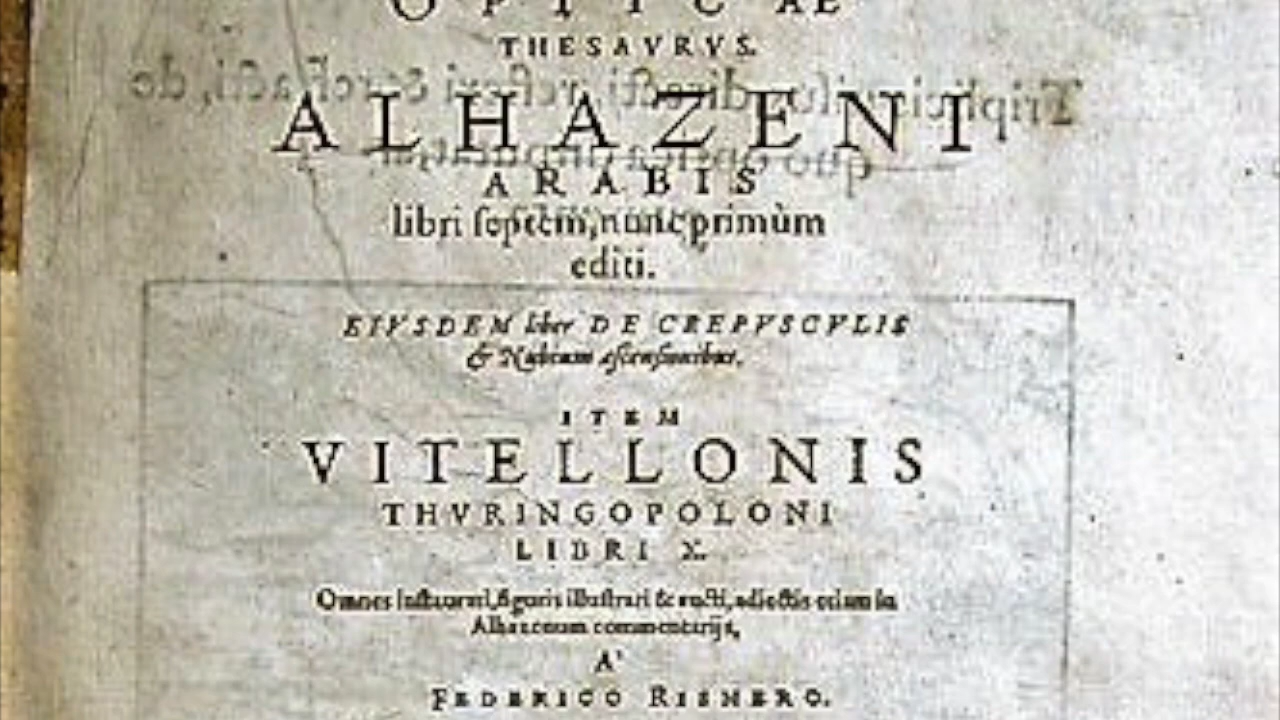 OPTICAE
THESAVRVS.
ALHAZENI
ARABIS
libri ſeptem, nunc primùm
editi.
EIVSDEM liber DE CREPVSCVLIS
& Nubium aſcenſionibus.
ITEM
VITELLONIS
THVRINGOPOLONI
LIBRI X.
Omnes inſtaurati, figuris illuſtrati & aucti, adiectis etiam in
Alhazenum commentarijs,
A'
FEDERICO RISNERO.